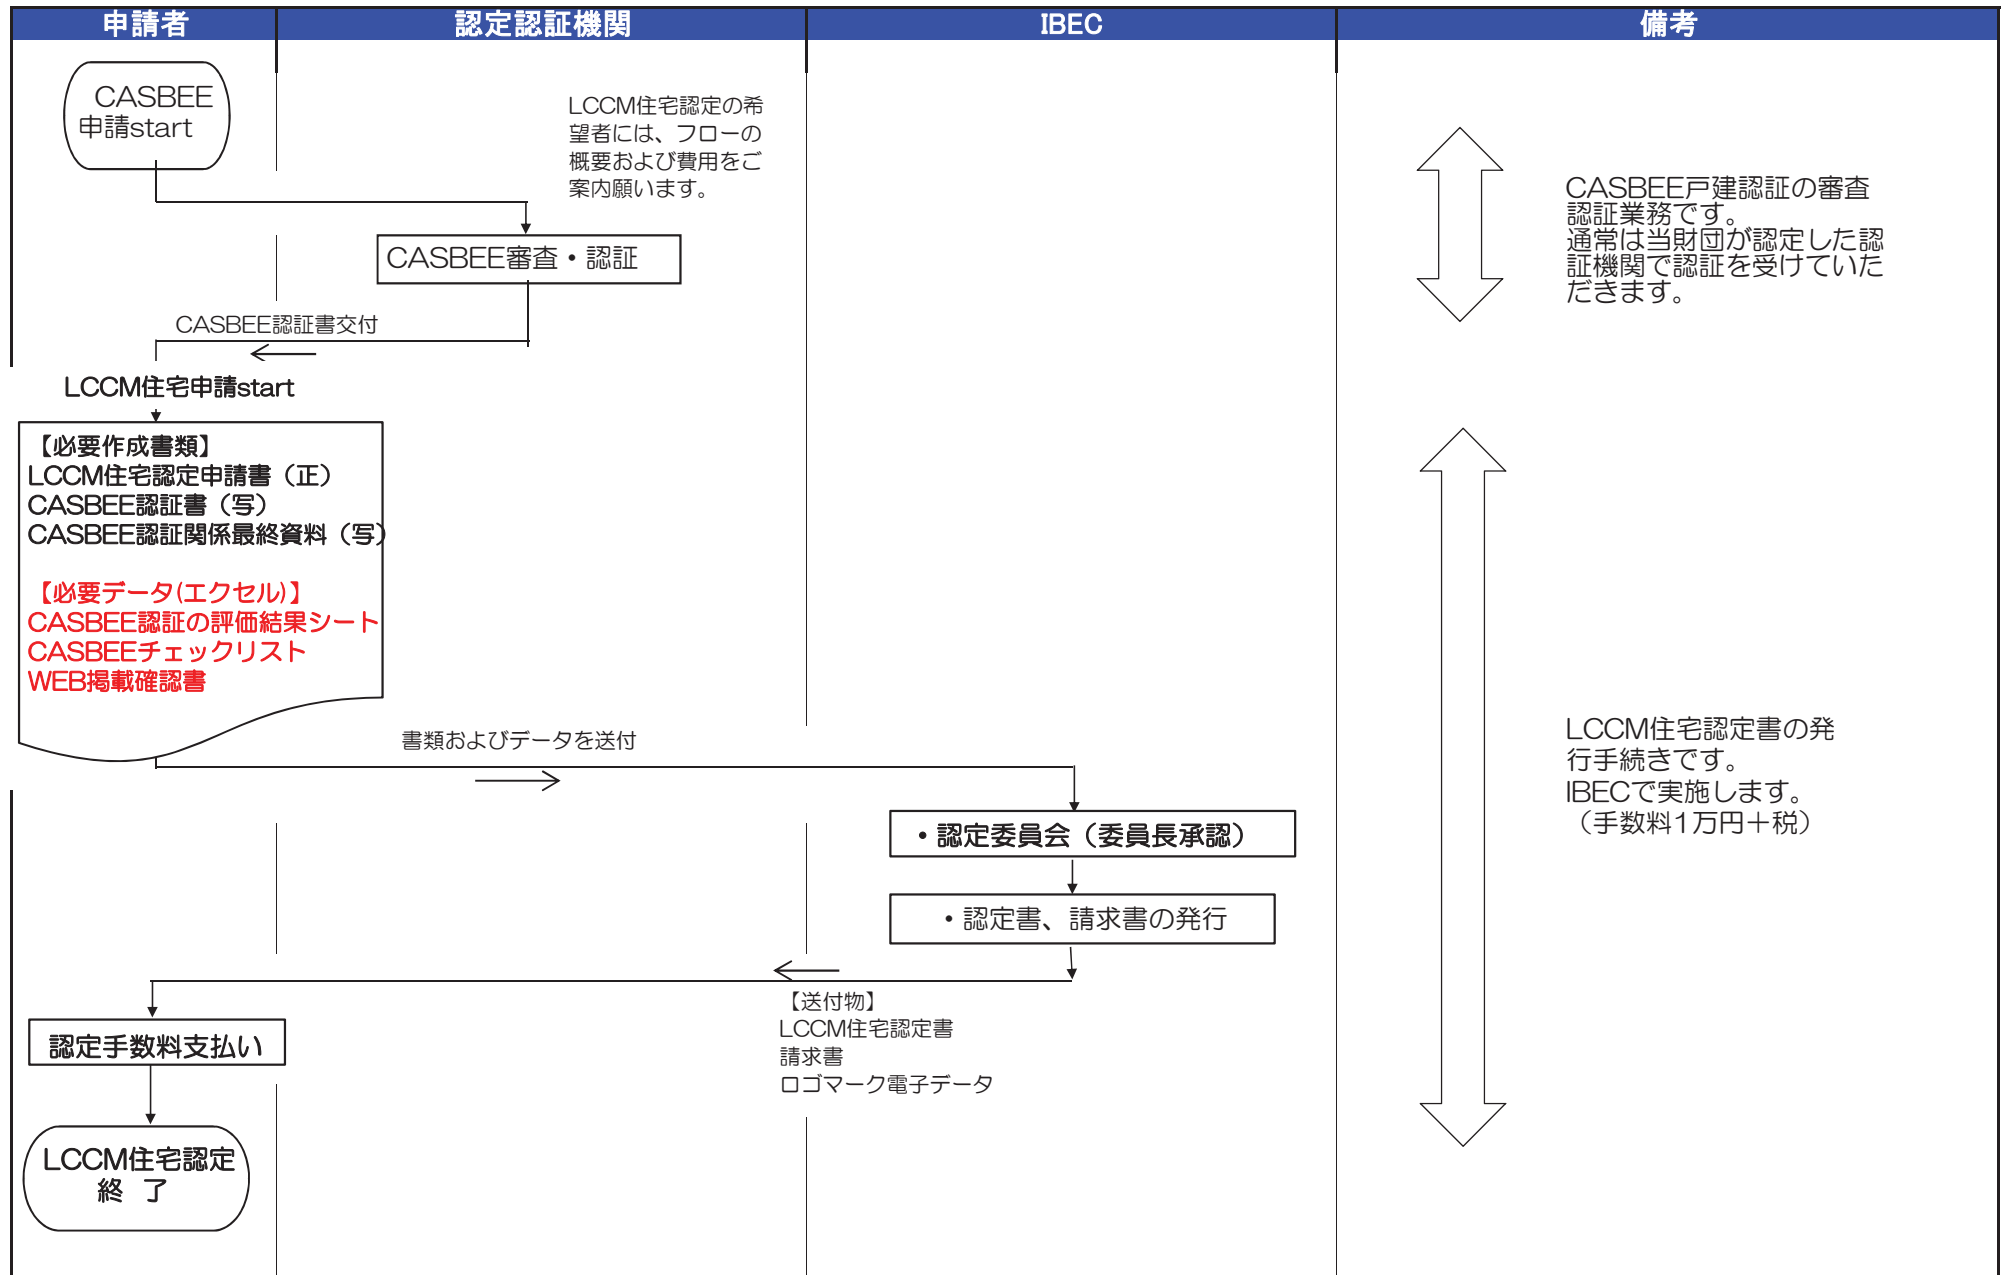 申請者
認定認証機関
IBEC
備考
CASBEE
申請start
LCCM住宅認定の希
望者には、フローの
概要および費用をご
案内願います。
CASBEE戸建認証の審査
認証業務です。
通常は当財団が認定した認
証機関で認証を受けていた
だきます。
CASBEE審査・認証
CASBEE認証書交付
LCCM住宅申請start
【必要作成書類】
LCCM住宅認定申請書（正）
CASBEE認証書（写）
CASBEE認証関係最終資料（写）
【必要データ(エクセル)】
CASBEE認証の評価結果シート
CASBEEチェックリスト
WEB掲載確認書
書類およびデータを送付
LCCM住宅認定書の発
行手続きです。
IBECで実施します。
（手数料1万円＋税）
・認定委員会（委員長承認）
・認定書、請求書の発行
【送付物】
LCCM住宅認定書
請求書
ロゴマーク電子データ
認定手数料支払い
LCCM住宅認定
終 了